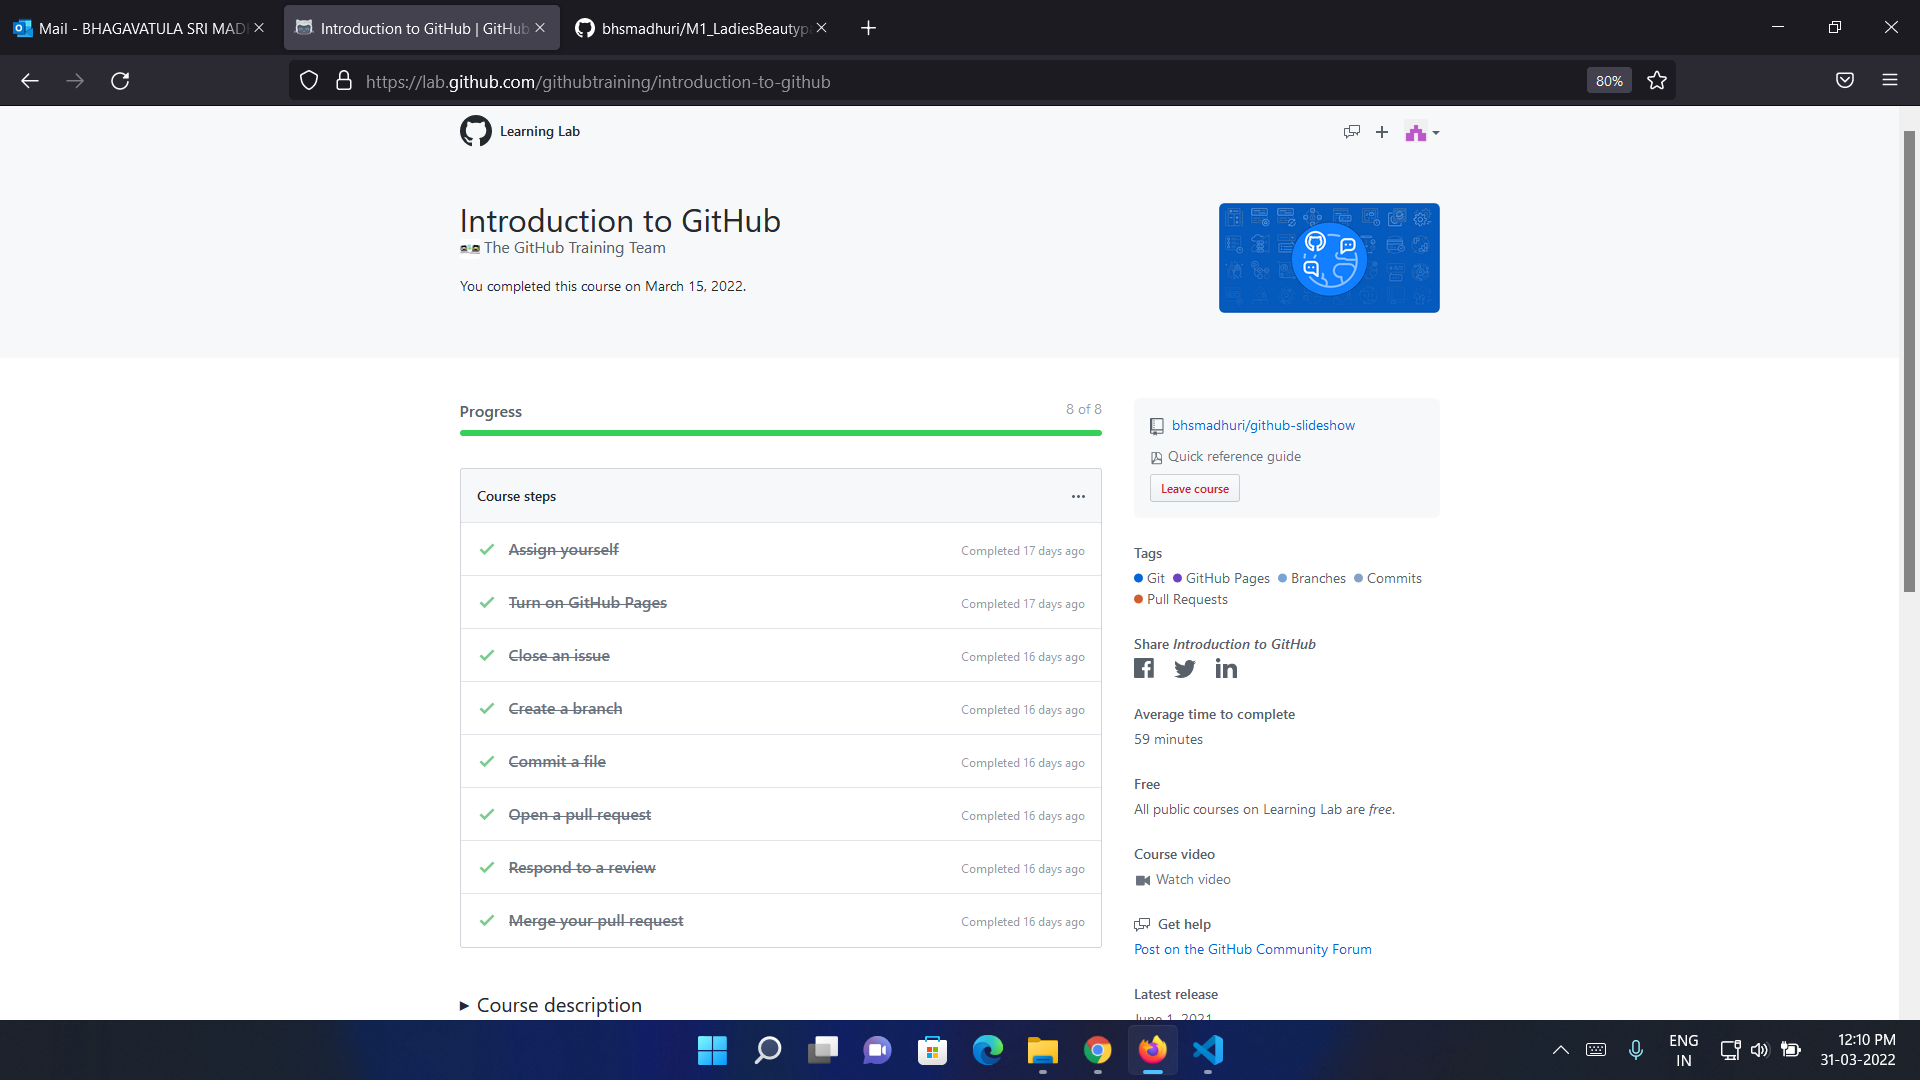 Mail - BHAGAVATULA SRI MADH
Introduction to GitHub | GitHub
bhsmadhuri/M1_LadiesBeautypa
https://lab.github.com/githubtraining/introduction-to-github
80%
Learning Lab
Introduction to GitHub
The GitHub Training Team
You completed this course on March 15, 2022.
Progress
8 of 8
Course steps
Assign yourself
Completed 17 days ago
Turn on GitHub Pages
Completed 17 days ago
Close an issue
Completed 16 days ago
Create a branch
Completed 16 days ago
Commit a file
Completed 16 days ago
Open a pull request
Completed 16 days ago
Respond to a review
Completed 16 days ago
Merge your pull request
Completed 16 days ago
Course description
bhsmadhuri/github-slideshow
Quick reference guide
Leave course
Tags
Git GitHub Pages Branches Commits
Pull Requests
Share Introduction to GitHub
Average time to complete
59 minutes
Free
All public courses on Learning Lab are free.
Course video
Watch video
Get help
Post on the GitHub Community Forum
Latest release
June 1, 2021
ENG
IN
12:10 PM
31-03-2022